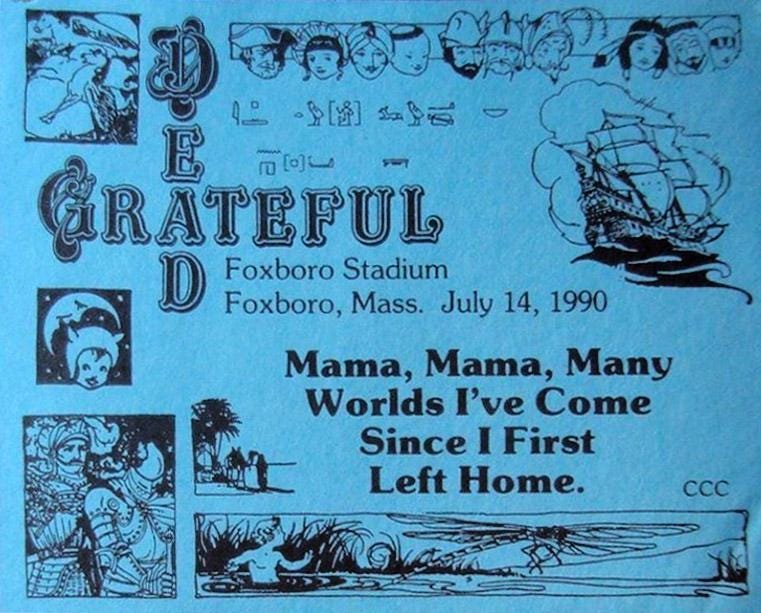 GRATEFUL
DEAD
Foxboro Stadium
Foxboro, Mass. July 14, 1990
Mama, Mama, Many
Worlds I've Come
Since I First
Left Home.
CCC